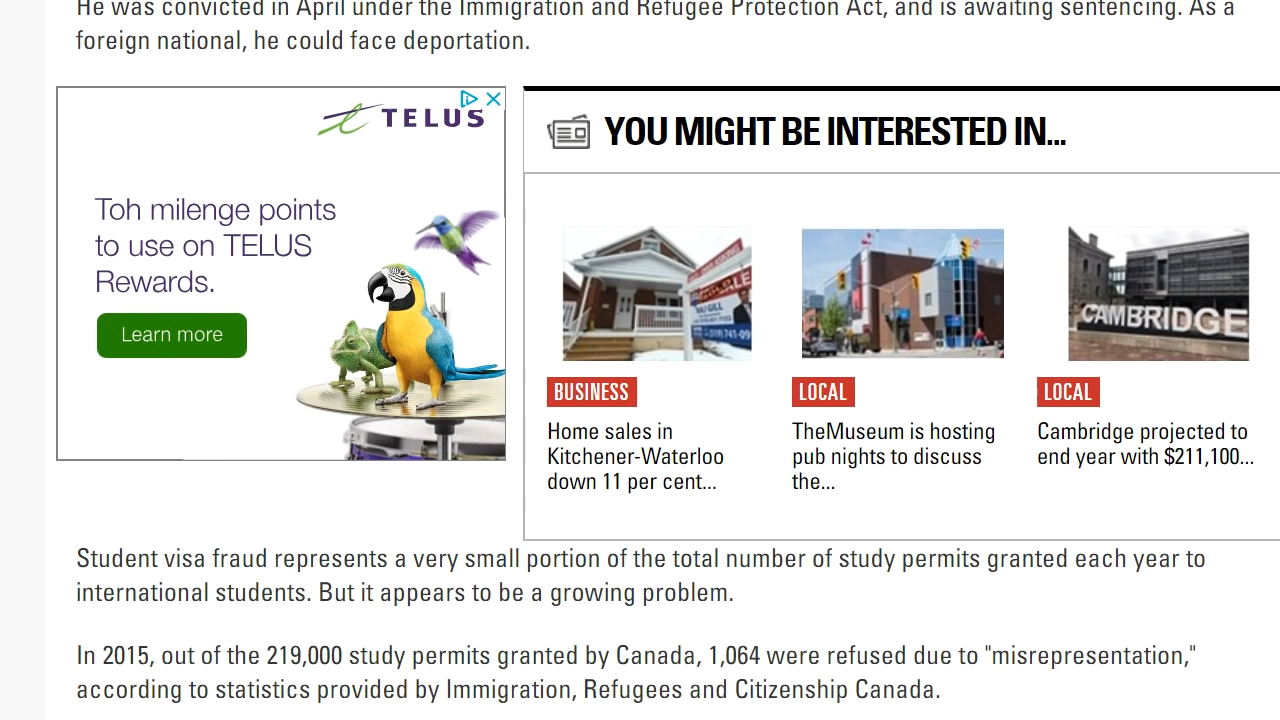 He was convicted in April under the Immigration and Refugee Protection Act, and is awaiting sentencing. As a
foreign national, he could face deportation.
TELUS
Toh milenge points
to use on TELUS
Rewards.
Learn more
YOU MIGHT BE INTERESTED IN...
SALE
CAMBRIDGE
BUSINESS
Home sales in
Kitchener-Waterloo
down 11 per cent...
LOCAL
TheMuseum is hosting
pub nights to discuss
the...
LOCAL
Cambridge projected to
end year with $211,100...
Student visa fraud represents a very small portion of the total number of study permits granted each year to
international students. But it appears to be a growing problem.
In 2015, out of the 219,000 study permits granted by Canada, 1,064 were refused due to "misrepresentation,"
according to statistics provided by Immigration, Refugees and Citizenship Canada.